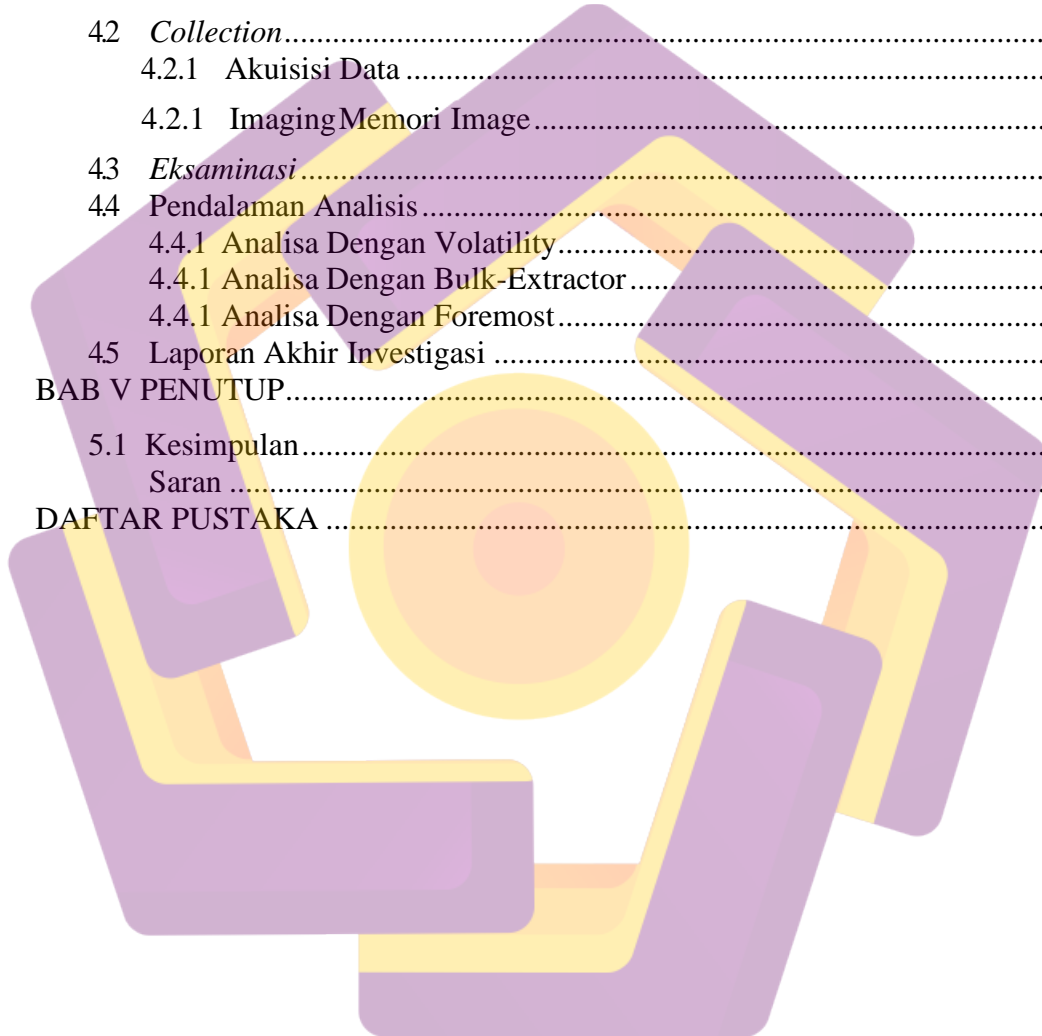 4.2 Collection........................................................................
4.2.1 Akuisisi Data........................................................................
4.2.1 Imaging Memori Image........................................................................
4.3 Eksaminasi........................................................................
4.4 Pendalaman Analisis........................................................................
4.4.1 Analisa Dengan Volatility........................................................................
4.4.1 Analisa Dengan Bulk-Extractor........................................................................
4.4.1 Analisa Dengan Foremost........................................................................
4.5 Laporan Akhir Investigasi........................................................................
BAB V PENUTUP........................................................................
5.1 Kesimpulan........................................................................
Saran........................................................................
DAFTAR PUSTAKA........................................................................